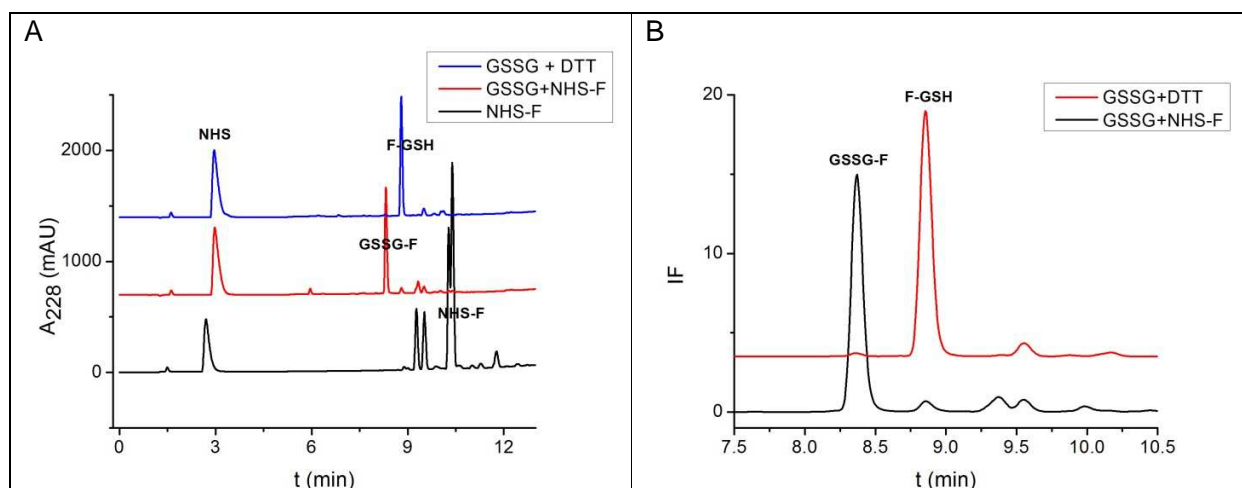 A
GSSG + DTT
GSSG+NHS-F
NHS-F
NHS
F-GSH
GSSG-F
NHS-F
2000
1000
0
A228 (mAU)
0
3
6
9
12
t (min)
B
GSSG+DTT
GSSG+NHS-F
F-GSH
GSSG-F
20
10
0
IF
7.5
8.0
8.5
9.0
9.5
10.0
10.5
t (min)